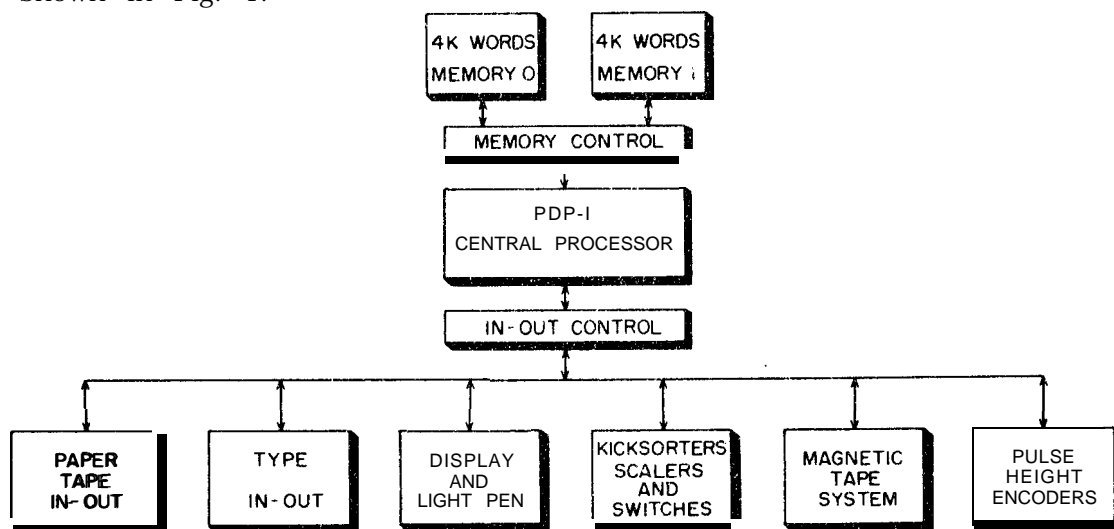 Shown in Fig. 1.
4K WORDS
MEMORY 0
4K WORDS
MEMORY 1
MEMORY CONTROL
PDP-I
CENTRAL PROCESSOR
IN-OUT CONTROL
PAPER
TAPE
IN-OUT
TYPE
IN-OUT
DISPLAY
AND
LIGHT PEN
KICKSORTERS
SCALERS
AND
SWITCHES
MAGNETIC
TAPE
SYSTEM
PULSE
HEIGHT
ENCODERS